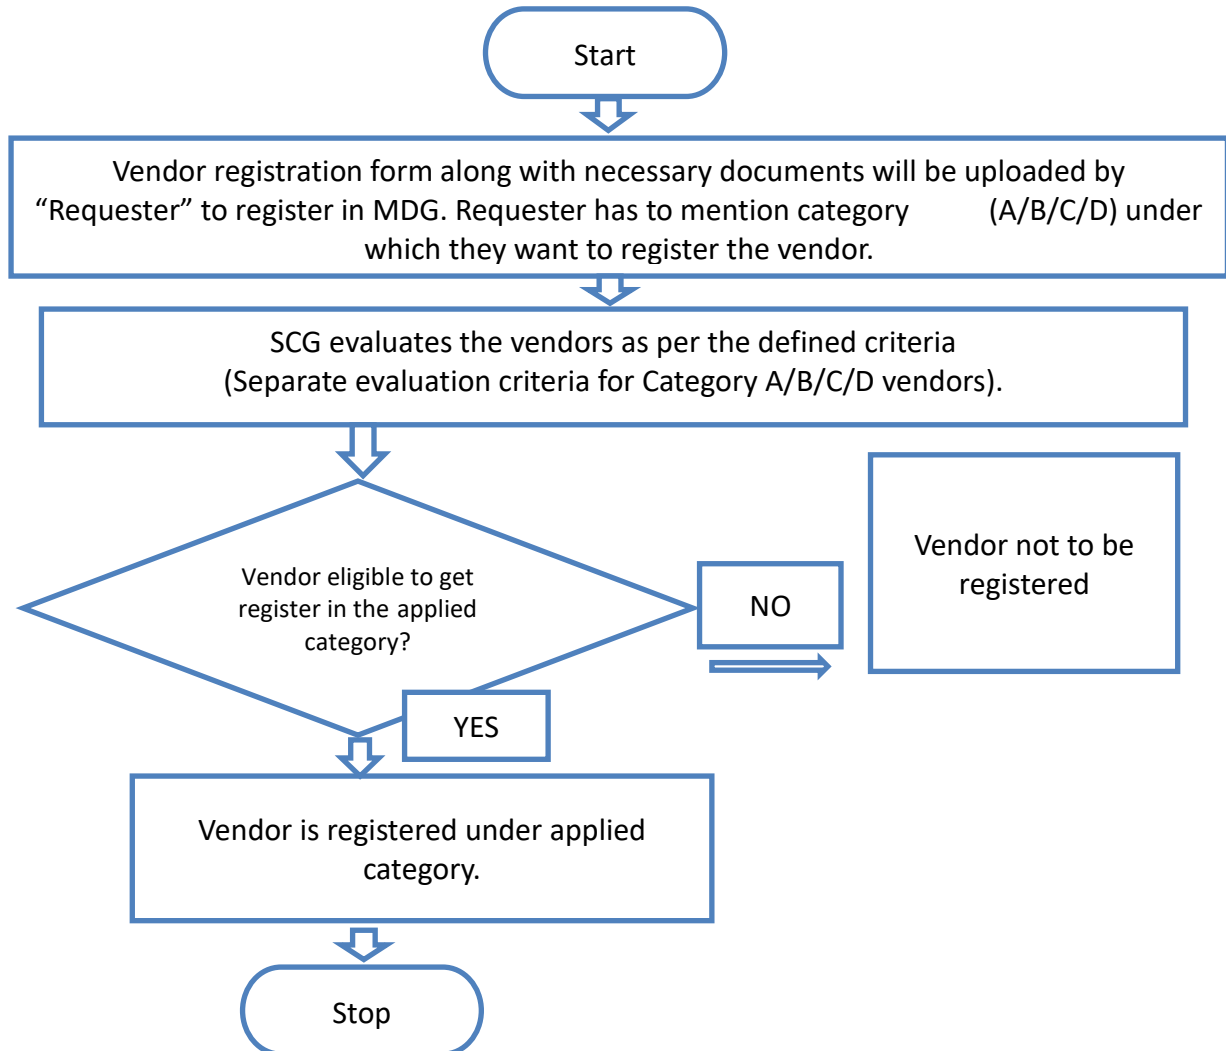 Start
Vendor registration form along with necessary documents will be uploaded by
“Requester” to register in MDG. Requester has to mention category (A/B/C/D) under
which they want to register the vendor.
SCG evaluates the vendors as per the defined criteria
(Separate evaluation criteria for Category A/B/C/D vendors).
Vendor eligible to get
register in the applied
category?
NO
Vendor not to be
registered
YES
Vendor is registered under applied
category.
Stop